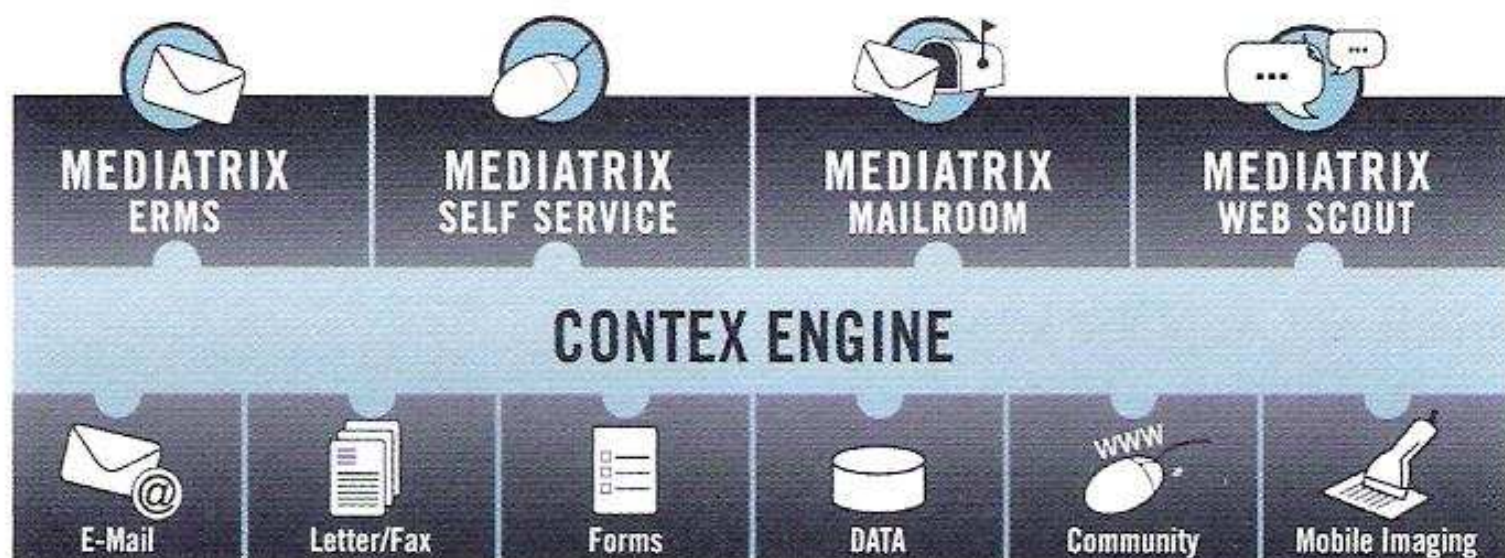 MEDIATRIX
ERMS
MEDIATRIX
SELF SERVICE
MEDIATRIX
MAILROOM
MEDIATRIX
WEB SCOUT
CONTEX ENGINE
@
E-Mail
Letter/Fax
Forms
DATA
WWW
Community
Mobile Imaging